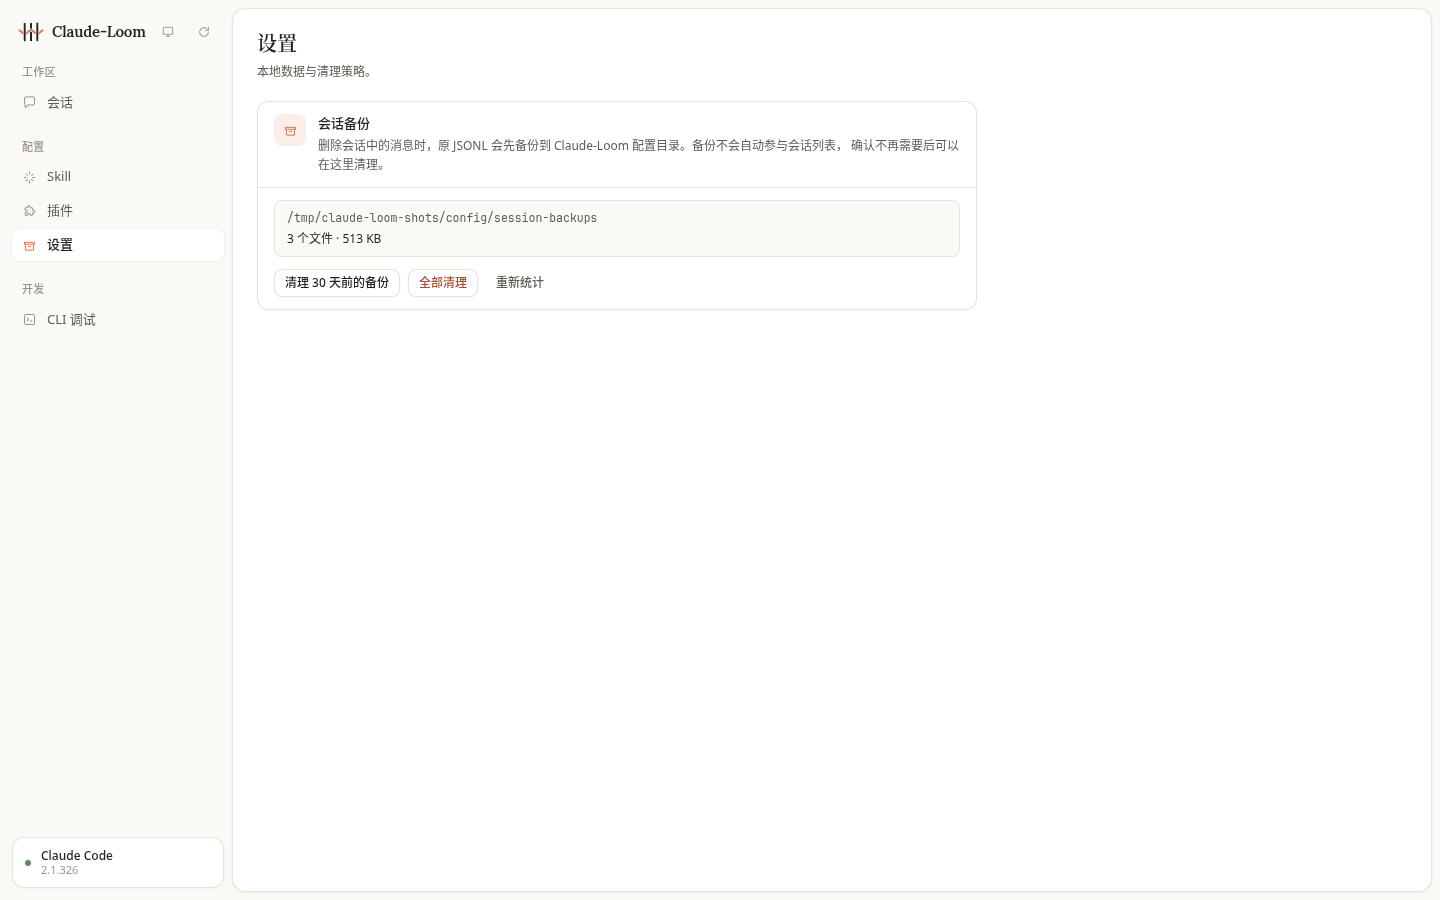 Claude-Loom
工作区
会话
配置
Skill
插件
设置
开发
CLI 调试
Claude Code
2.1.326
设置
本地数据与清理策略。
会话备份
删除会话中的消息时，原 JSONL 会先备份到 Claude-Loom 配置目录。备份不会自动参与会话列表， 确认不再需要后可以
在这里清理。
/tmp/claude-loom-shots/config/session-backups
3 个文件 · 513 KB
清理 30 天前的备份 全部清理 重新统计